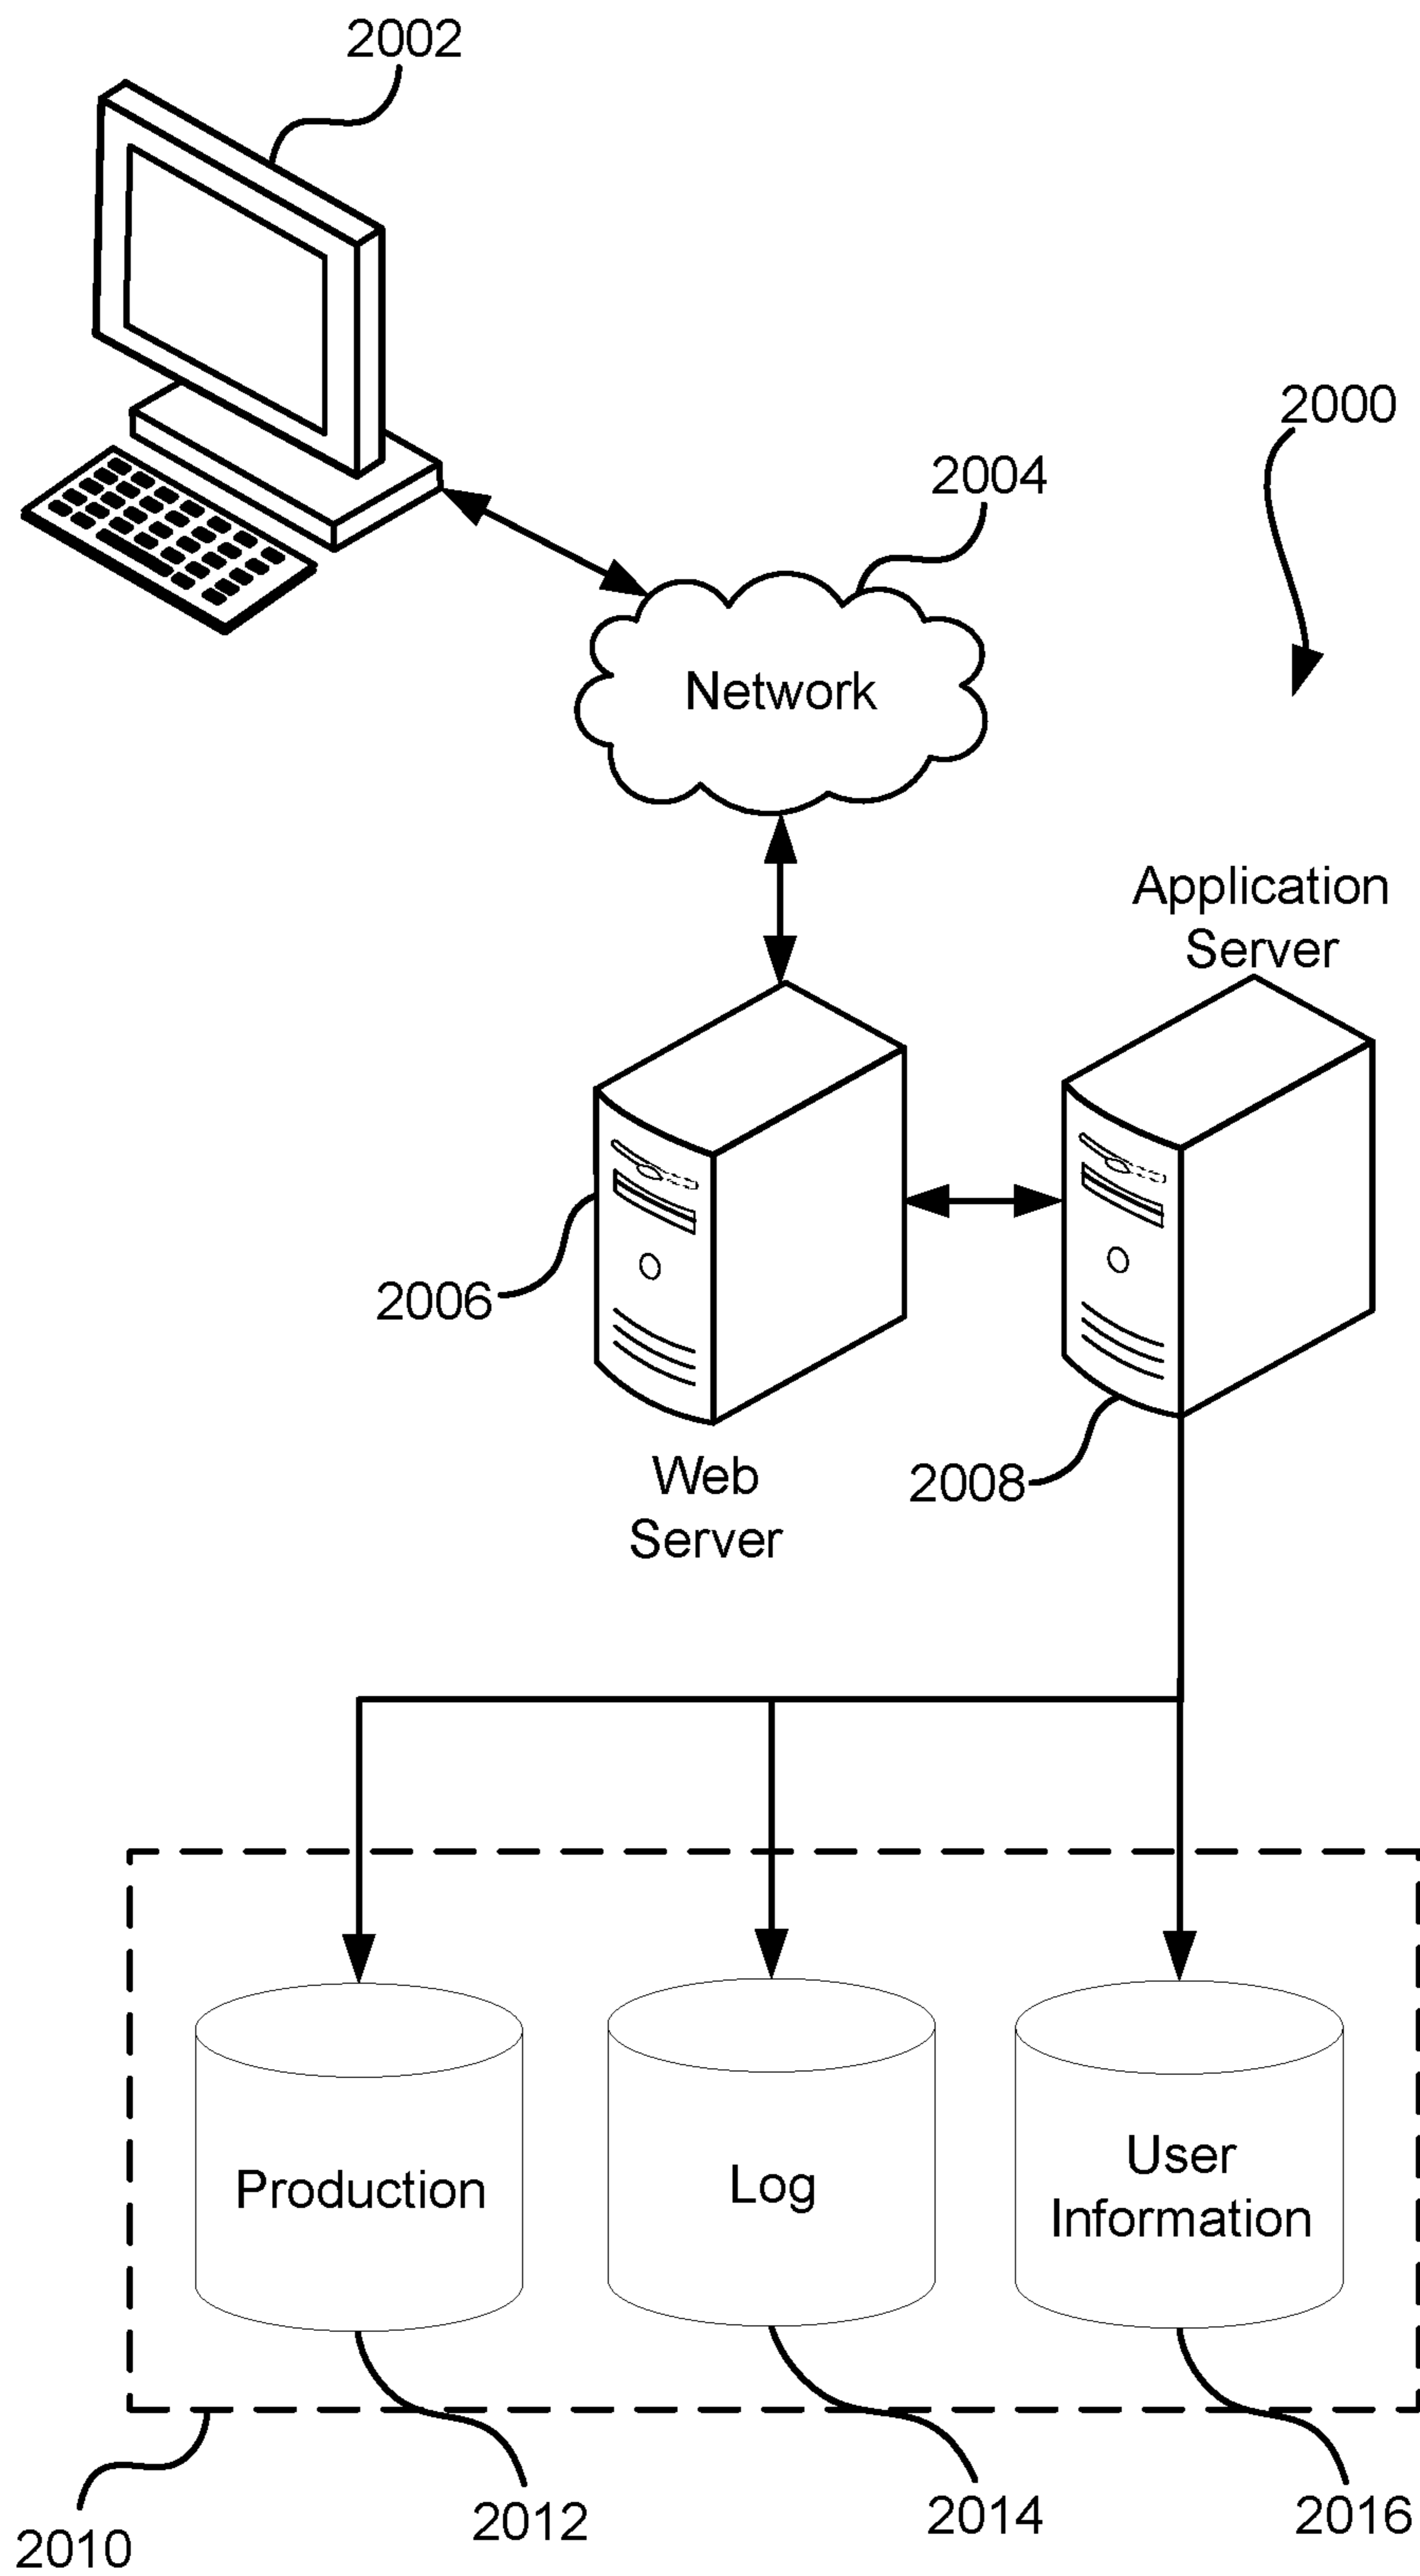 2002
2000
2004
Network
Application
Server
2006
2008
Web
Server
Production
Log
User
Information
2010
2012
2014
2016